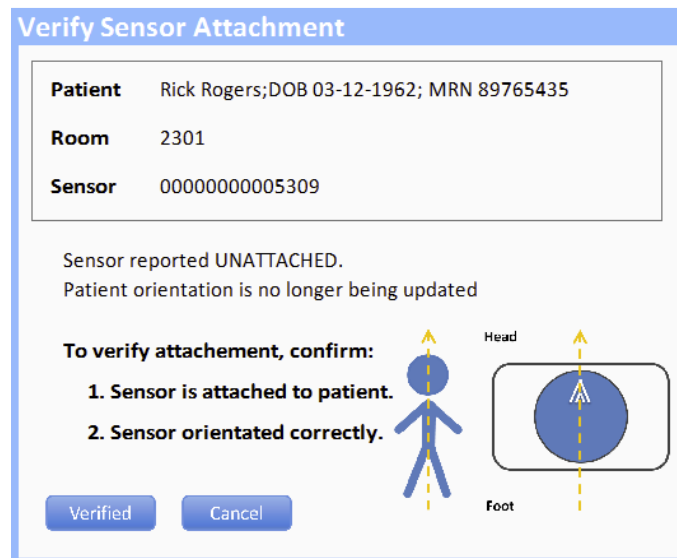 Verify Sensor Attachment
Patient Rick Rogers;DOB 03-12-1962; MRN 89765435
Room 2301
Sensor 00000000005309
Sensor reported UNATTACHED.
Patient orientation is no longer being updated
To verify attachement, confirm:
1. Sensor is attached to patient.
2. Sensor orientated correctly.
Head
Foot
Verified Cancel